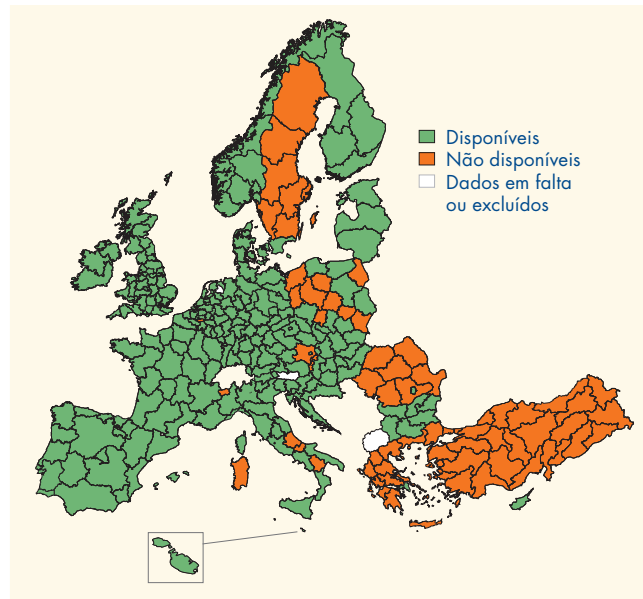 Disponíveis
Não disponíveis
Dados em falta
ou excluídos